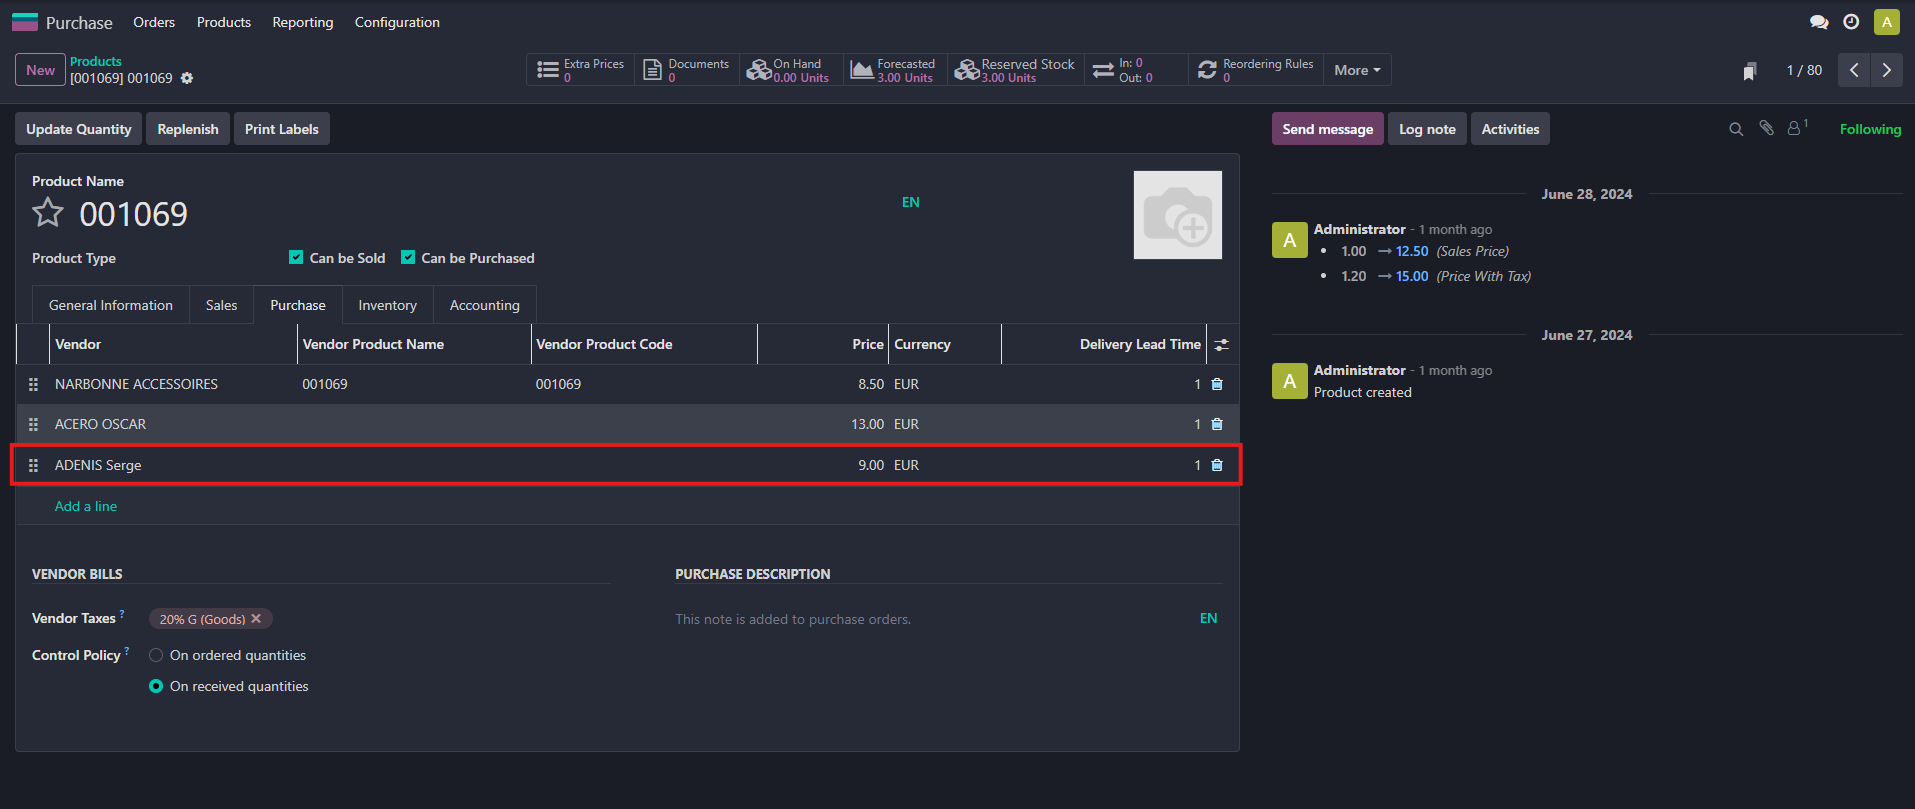 Purchase Orders Products Reporting Configuration A
New Products
[001069] 001069
Extra Prices 0
Documents 0
On Hand 0.00 Units
Forecasted 3.00 Units
Reserved Stock 3.00 Units
In: 0
Out: 0
Reordering Rules 0
More
1 / 80
Update Quantity Replenish Print Labels
Send message Log note Activities 1 Following
Product Name
001069 EN
Product Type Can be Sold Can be Purchased
General Information Sales Purchase Inventory Accounting
Vendor Vendor Product Name Vendor Product Code Price Currency Delivery Lead Time
NARBONNE ACCESSOIRES 001069 001069 8.50 EUR 1
ACERO OSCAR 13.00 EUR 1
ADENIS Serge 9.00 EUR 1
Add a line
VENDOR BILLS
Vendor Taxes ? 20% G (Goods)
Control Policy ? On ordered quantities
On received quantities
PURCHASE DESCRIPTION
This note is added to purchase orders. EN
June 28, 2024
A Administrator - 1 month ago
1.00 → 12.50 (Sales Price)
1.20 → 15.00 (Price With Tax)
June 27, 2024
A Administrator - 1 month ago
Product created